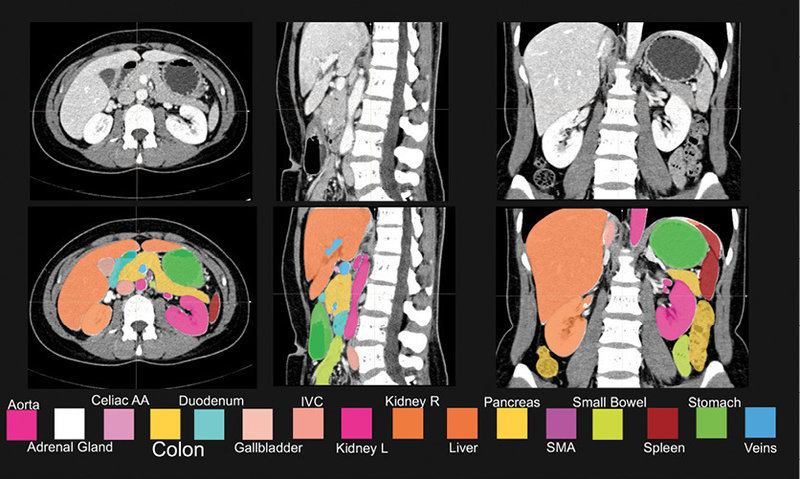 Aorta
Adrenal Gland
Celiac AA
Colon
Duodenum
Gallbladder
IVC
Kidney L
Kidney R
Liver
Pancreas
SMA
Small Bowel
Spleen
Stomach
Veins